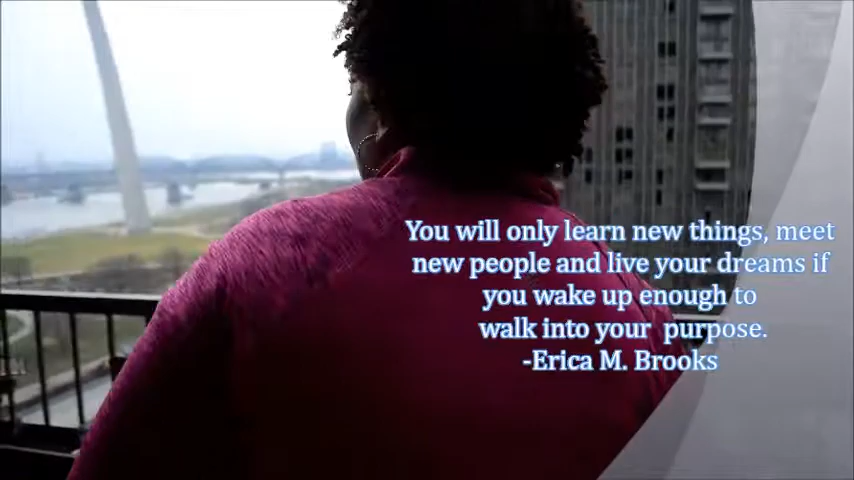 You will only learn new things, meet
new people and live your dreams if
you wake up enough to
walk into your purpose.
-Erica M. Brooks